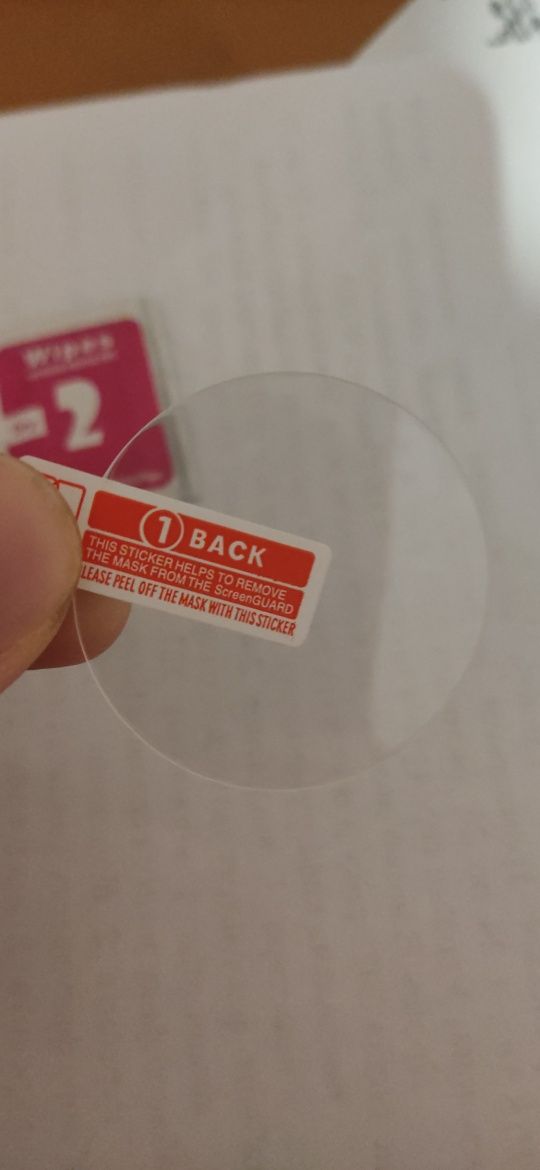 Wipes
2
1 BACK
THIS STICKER HELPS TO REMOVE
THE MASK FROM THE ScreenGUARD
LEASE PEEL OFF THE MASK WITH THIS STICKER